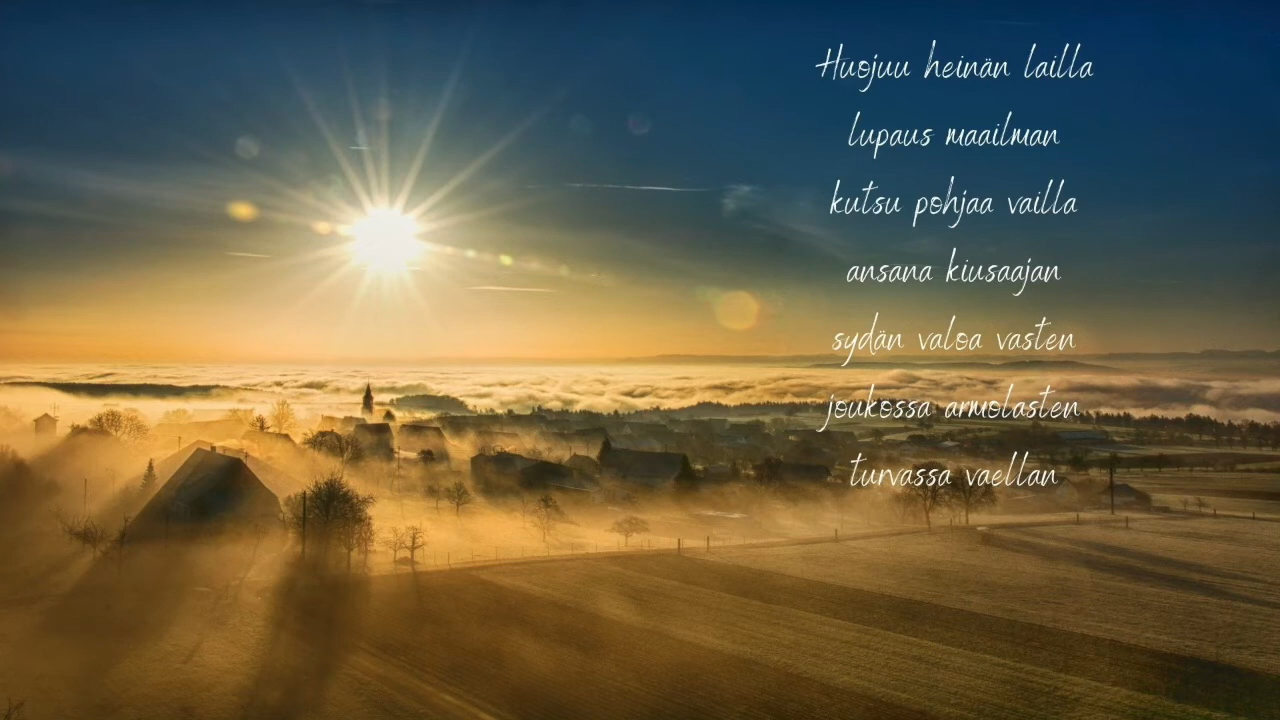 Huojuu heinän lailla
lupaus maailman
kutsu pohjaa vailla
ansana kiusaajan
sydän valoa vasten
joukossa armolasten
turvassa vaellan